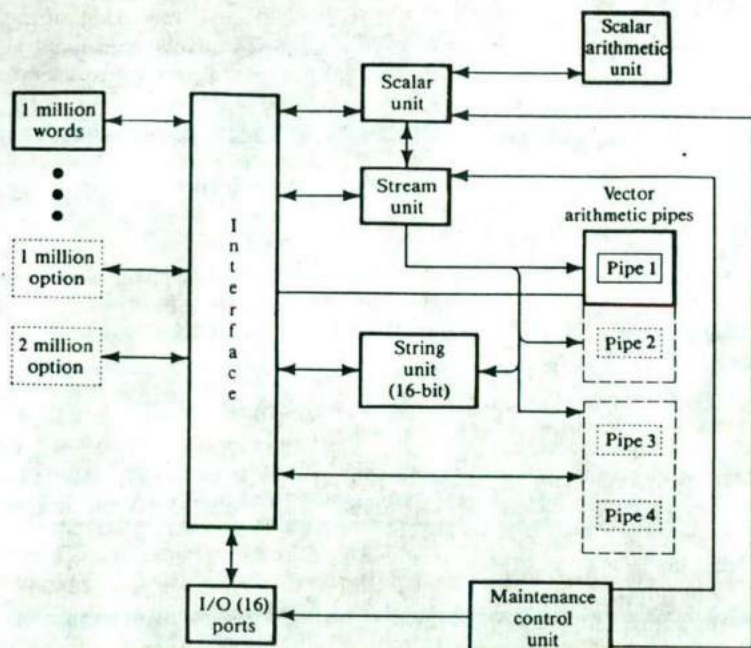 Scalar
arithmetic
unit
Scalar
unit
1 million
words
Stream
unit
Vector
arithmetic pipes
1 million
option
Interface
Pipe 1
2 million
option
String
unit
(16-bit)
Pipe 2
Pipe 3
Pipe 4
I/O (16)
ports
Maintenance
control
unit